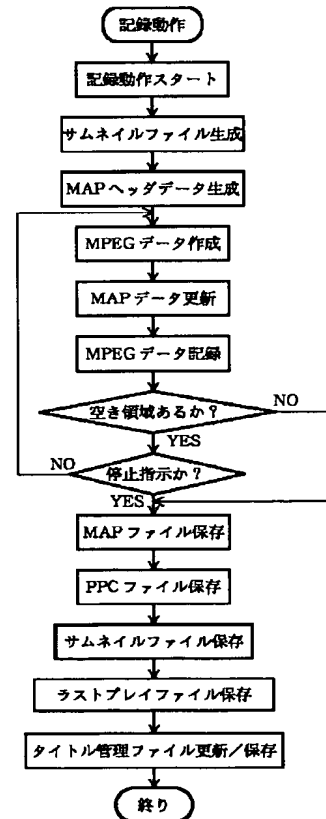 記録動作
記録動作スタート
サムネイルファイル生成
MAPヘッダデータ生成
MPEGデータ作成
MAPデータ更新
MPEGデータ記録
空き領域あるか？
NO
YES
停止指示か？
NO
YES
MAPファイル保存
PPCファイル保存
サムネイルファイル保存
ラストプレイファイル保存
タイトル管理ファイル更新／保存
終り